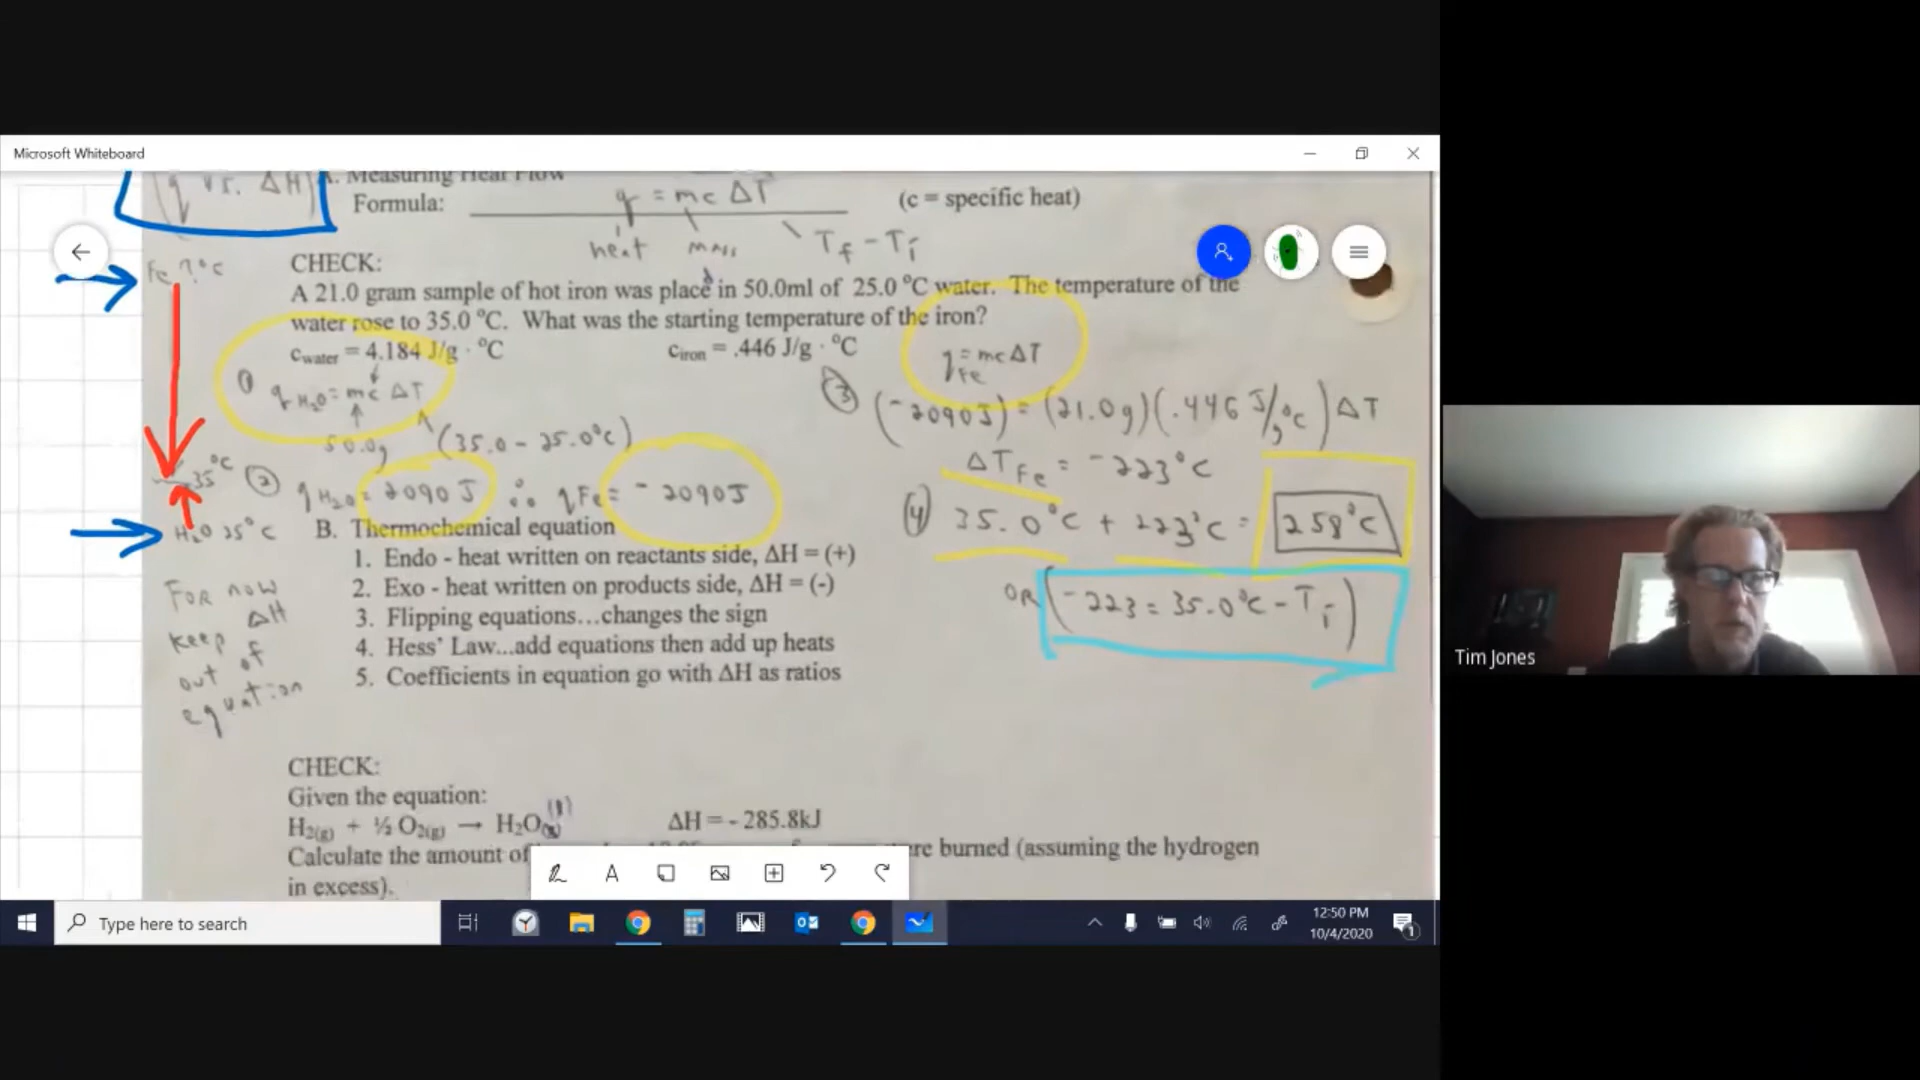 Microsoft Whiteboard
q vs. ΔH
A. Measuring Heat Flow
Formula: q = mc ΔT (c = specific heat)
heat mass Tf - Ti
Fe ?°C
CHECK:
A 21.0 gram sample of hot iron was placed in 50.0ml of 25.0 °C water. The temperature of the
water rose to 35.0 °C. What was the starting temperature of the iron?
cwater = 4.184 J/g · °C ciron = .446 J/g · °C
① q H2O = mc ΔT
50.0g (35.0 - 25.0°C)
35°C
② q H2O = 2090 J ∴ qFe = -2090J
H2O 25°C
③ qFe = mcΔT
(-2090J) = (21.0g)(.446 J/g°C) ΔT
ΔTFe = -223°C
④ 35.0°C + 223°C = 258°C
OR (-223 = 35.0°C - Ti)
B. Thermochemical equation
1. Endo - heat written on reactants side, ΔH = (+)
2. Exo - heat written on products side, ΔH = (-)
3. Flipping equations...changes the sign
4. Hess' Law...add equations then add up heats
5. Coefficients in equation go with ΔH as ratios
For now
ΔH
keep
out of
equation
CHECK:
Given the equation:
H2(g) + ½ O2(g) → H2O (l) ΔH = - 285.8kJ
Calculate the amount of
re burned (assuming the hydrogen
in excess).
Type here to search
12:50 PM
10/4/2020
1
Tim Jones